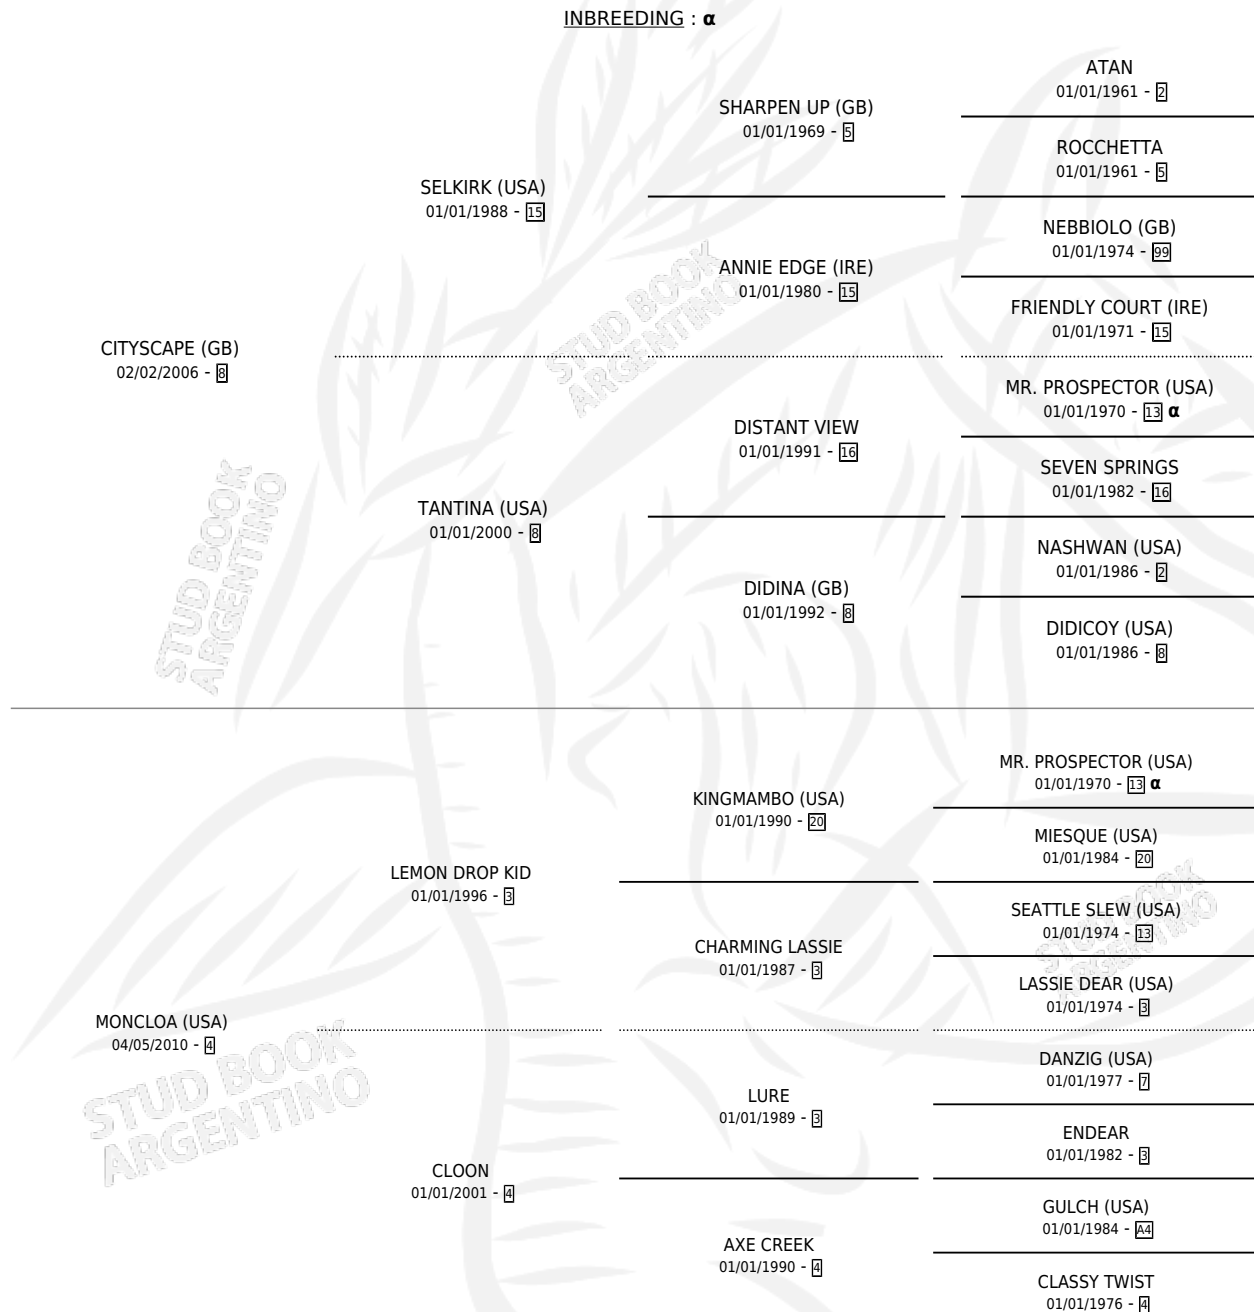 INBREEDING : α
ATAN
01/01/1961 - 2
SHARPEN UP (GB)
01/01/1969 - 5
ROCCHETTA
01/01/1961 - 5
SELKIRK (USA)
01/01/1988 - 15
NEBBIOLO (GB)
01/01/1974 - 99
ANNIE EDGE (IRE)
01/01/1980 - 15
FRIENDLY COURT (IRE)
01/01/1971 - 15
CITYSCAPE (GB)
02/02/2006 - 8
MR. PROSPECTOR (USA)
01/01/1970 - 13 α
DISTANT VIEW
01/01/1991 - 16
SEVEN SPRINGS
01/01/1982 - 16
TANTINA (USA)
01/01/2000 - 8
NASHWAN (USA)
01/01/1986 - 2
DIDINA (GB)
01/01/1992 - 8
DIDICOY (USA)
01/01/1986 - 8
MR. PROSPECTOR (USA)
01/01/1970 - 13 α
KINGMAMBO (USA)
01/01/1990 - 20
MIESQUE (USA)
01/01/1984 - 20
LEMON DROP KID
01/01/1996 - 3
SEATTLE SLEW (USA)
01/01/1974 - 13
CHARMING LASSIE
01/01/1987 - 3
LASSIE DEAR (USA)
01/01/1974 - 3
MONCLOA (USA)
04/05/2010 - 4
DANZIG (USA)
01/01/1977 - 7
LURE
01/01/1989 - 3
ENDEAR
01/01/1982 - 3
CLOON
01/01/2001 - 4
GULCH (USA)
01/01/1984 - A4
AXE CREEK
01/01/1990 - 4
CLASSY TWIST
01/01/1976 - 4
STUD BOOK
ARGENTINO
STUD BOOK
ARGENTINO
STUD BOOK
ARGENTINO
STUD BOOK
ARGENTINO